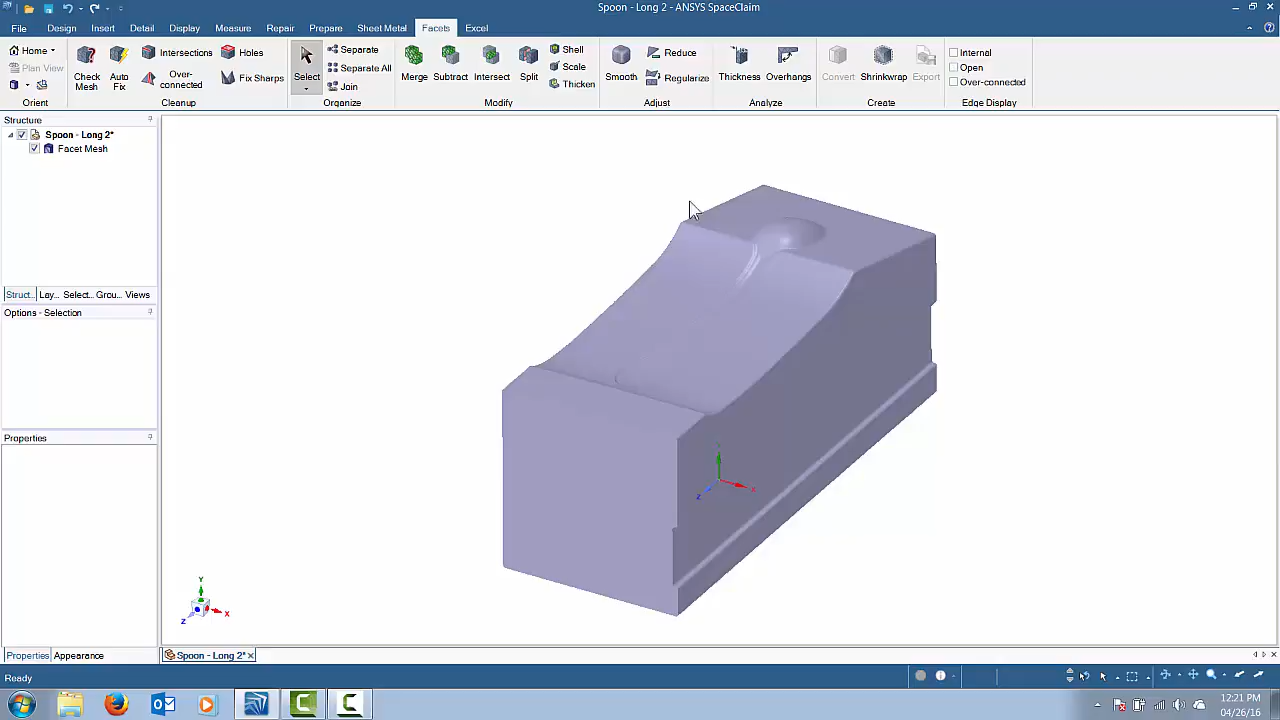 Spoon - Long 2 - ANSYS SpaceClaim
File Design Insert Detail Display Measure Repair Prepare Sheet Metal Facets Excel
Home
Plan View
Orient
Check Mesh
Auto Fix
Intersections
Over-connected
Holes
Fix Sharps
Cleanup
Select
Separate
Separate All
Join
Organize
Merge
Subtract
Intersect
Split
Shell
Scale
Thicken
Modify
Smooth
Reduce
Regularize
Adjust
Thickness
Overhangs
Analyze
Convert
Shrinkwrap
Export
Create
Internal
Open
Over-connected
Edge Display
Structure
Spoon - Long 2*
Facet Mesh
Struct... Lay... Select... Grou... Views
Options - Selection
Properties
Y
X
Z
X
Z
Properties Appearance
Spoon - Long 2*
Ready
12:21 PM
04/26/16